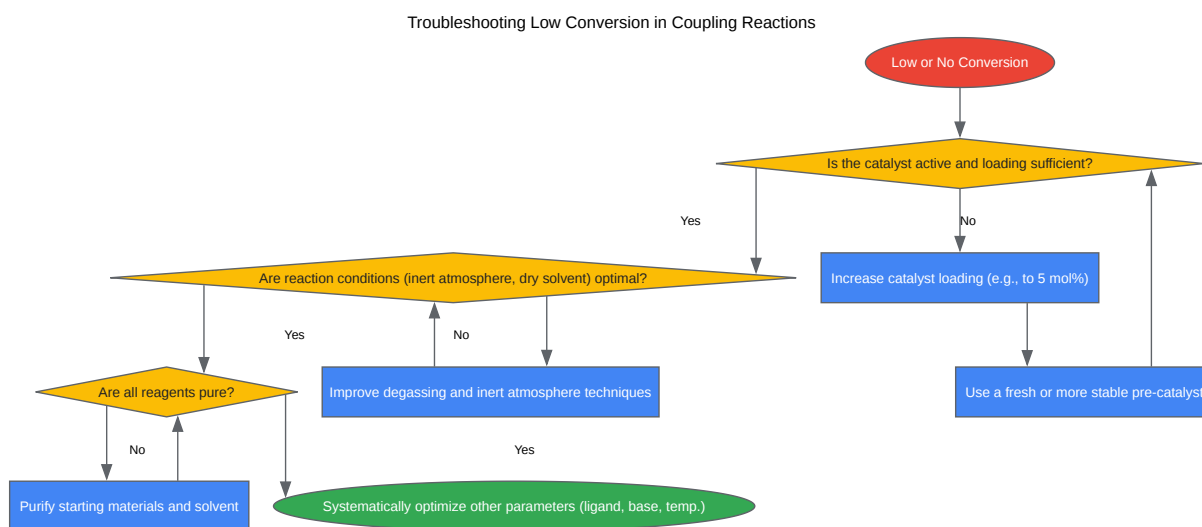 Troubleshooting Low Conversion in Coupling Reactions
Low or No Conversion
Is the catalyst active and loading sufficient?
Yes
No
Are reaction conditions (inert atmosphere, dry solvent) optimal?
Increase catalyst loading (e.g., to 5 mol%)
Yes
No
Are all reagents pure?
Improve degassing and inert atmosphere techniques
Use a fresh or more stable pre-catalyst
No
Yes
Purify starting materials and solvent
Systematically optimize other parameters (ligand, base, temp.)